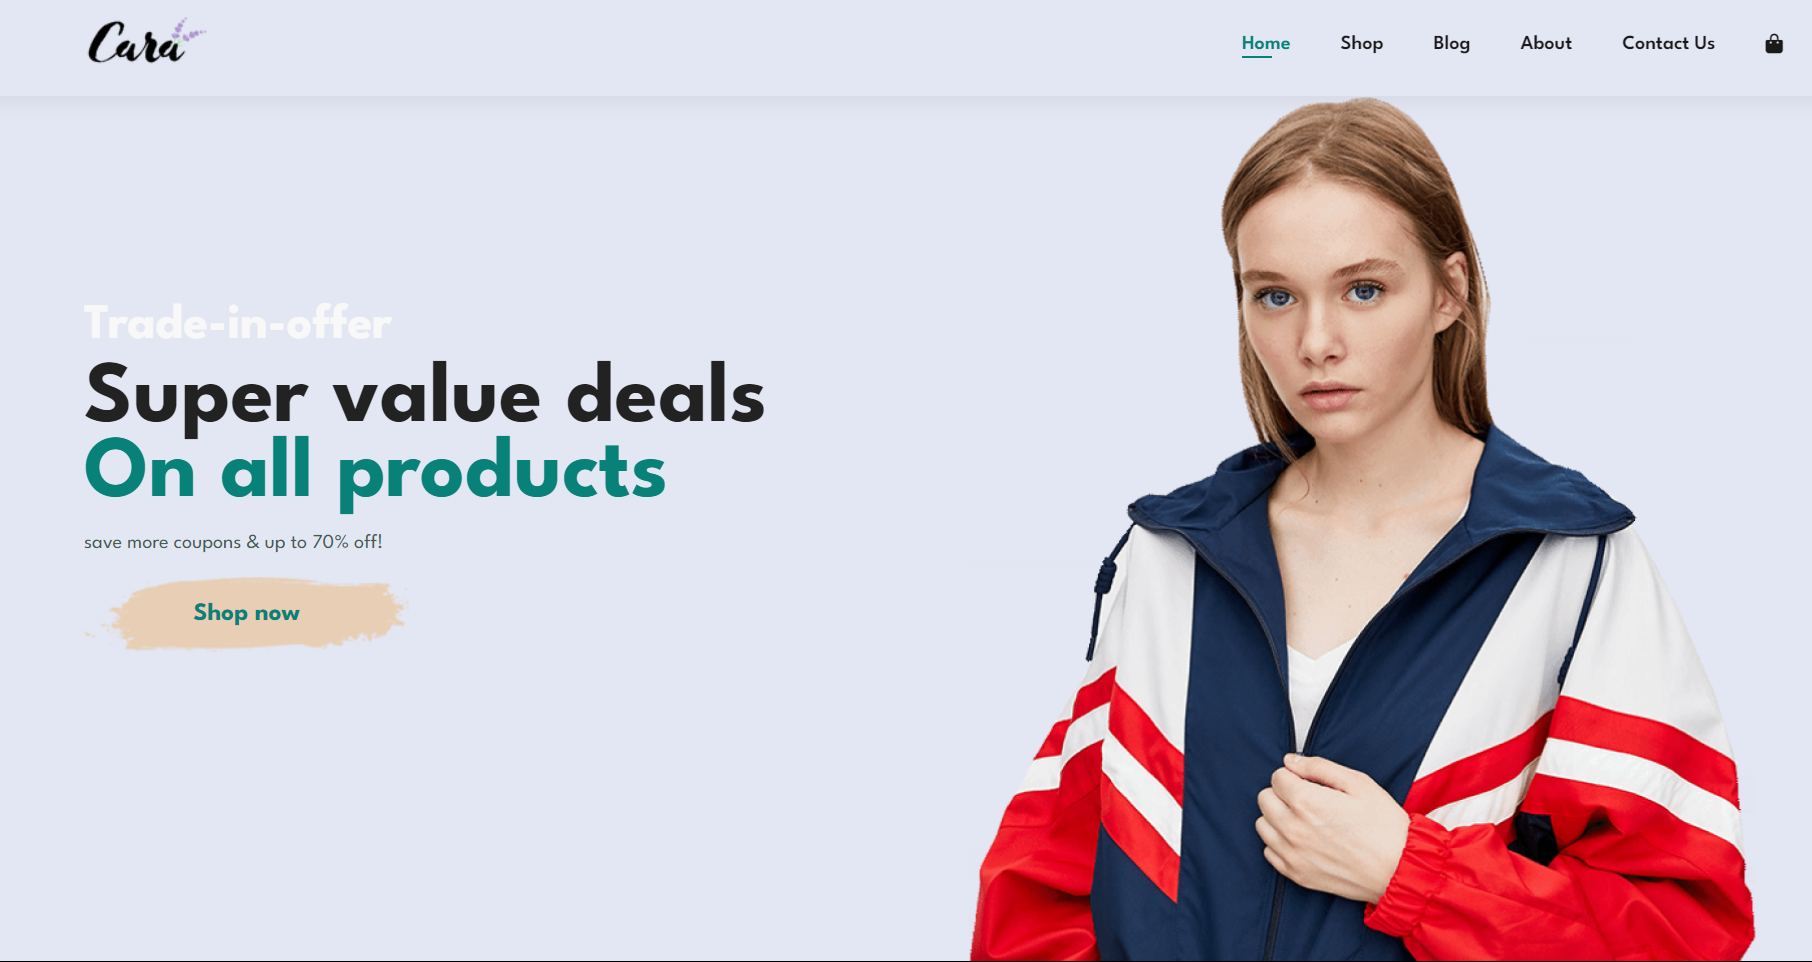 Cara
Home Shop Blog About Contact Us
Trade-in-offer
Super value deals
On all products
save more coupons & up to 70% off!
Shop now